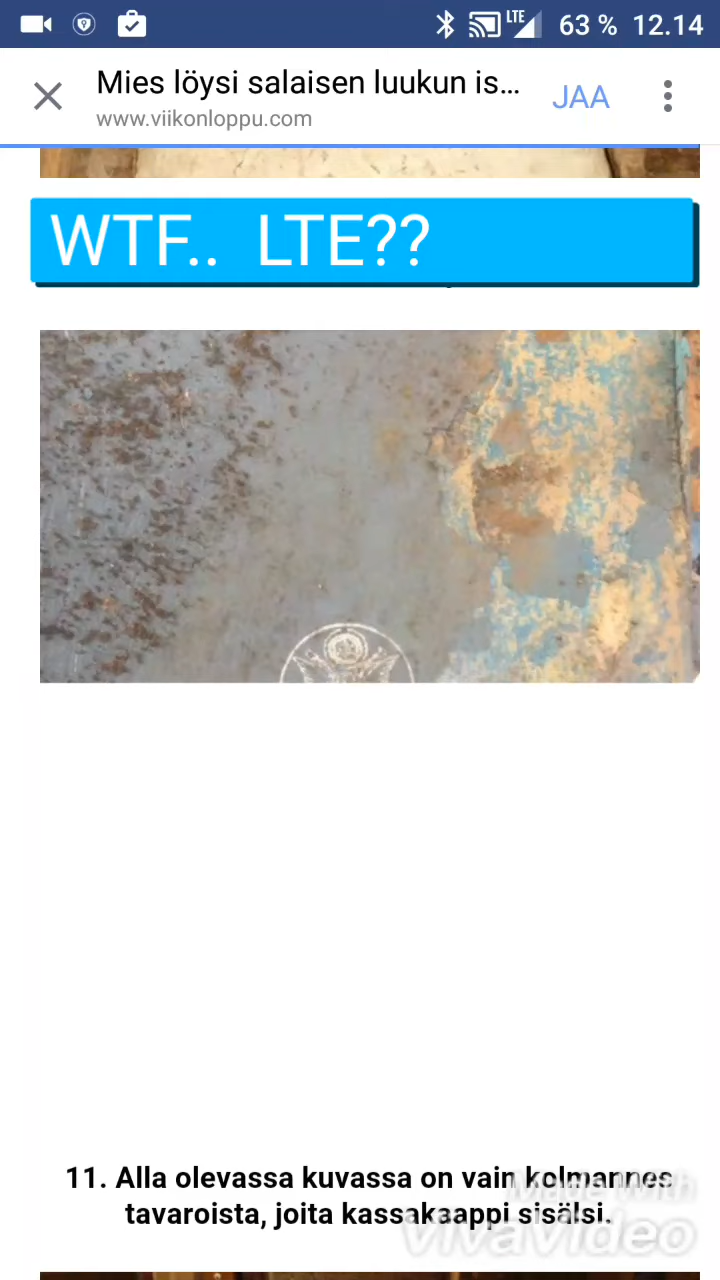 LTE 63 % 12.14
Mies löysi salaisen luukun is...
www.viikonloppu.com
JAA
WTF.. LTE??
11. Alla olevassa kuvassa on vain kolmannes
tavaroista, joita kassakaappi sisälsi.
Made With
VivaVideo